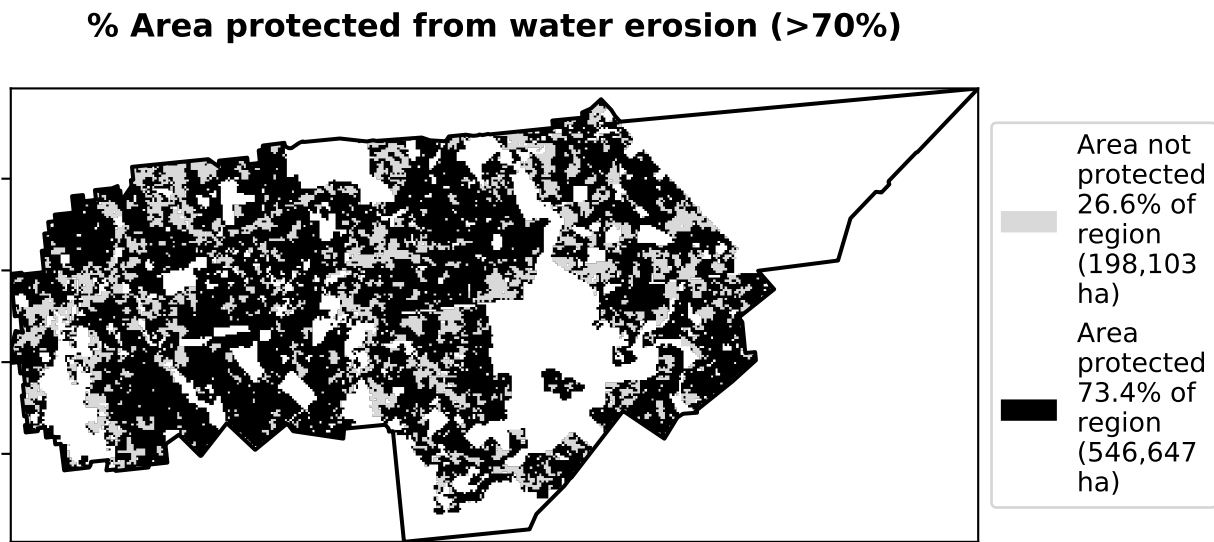 % Area protected from water erosion (>70%)
Area not
protected
26.6% of
region
(198,103
ha)
Area
protected
73.4% of
region
(546,647
ha)